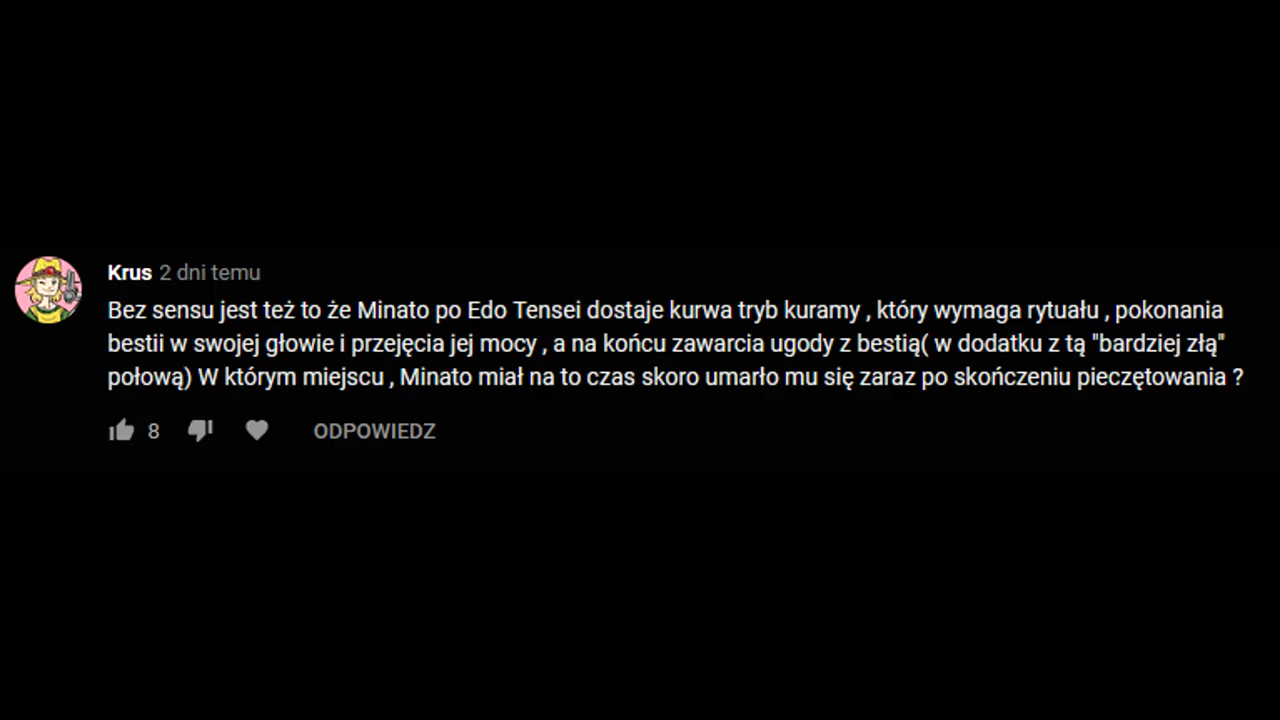 Krus 2 dni temu
Bez sensu jest też to że Minato po Edo Tensei dostaje kurwa tryb kuramy , który wymaga rytuału , pokonania
bestii w swojej głowie i przejęcia jej mocy , a na końcu zawarcia ugody z bestią( w dodatku z tą "bardziej złą"
połową) W którym miejscu , Minato miał na to czas skoro umarło mu się zaraz po skończeniu pieczętowania ?
8 ODPOWIEDZ